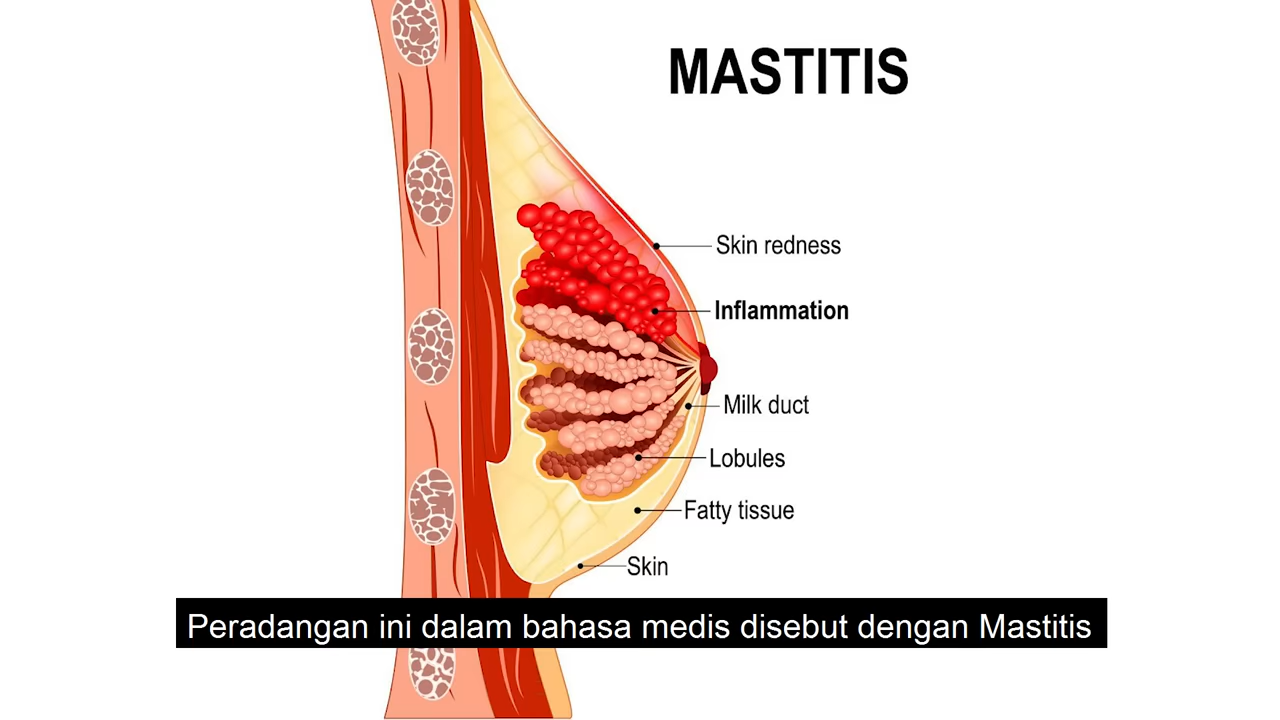 MASTITIS
Skin redness
Inflammation
Milk duct
Lobules
Fatty tissue
Skin
Peradangan ini dalam bahasa medis disebut dengan Mastitis